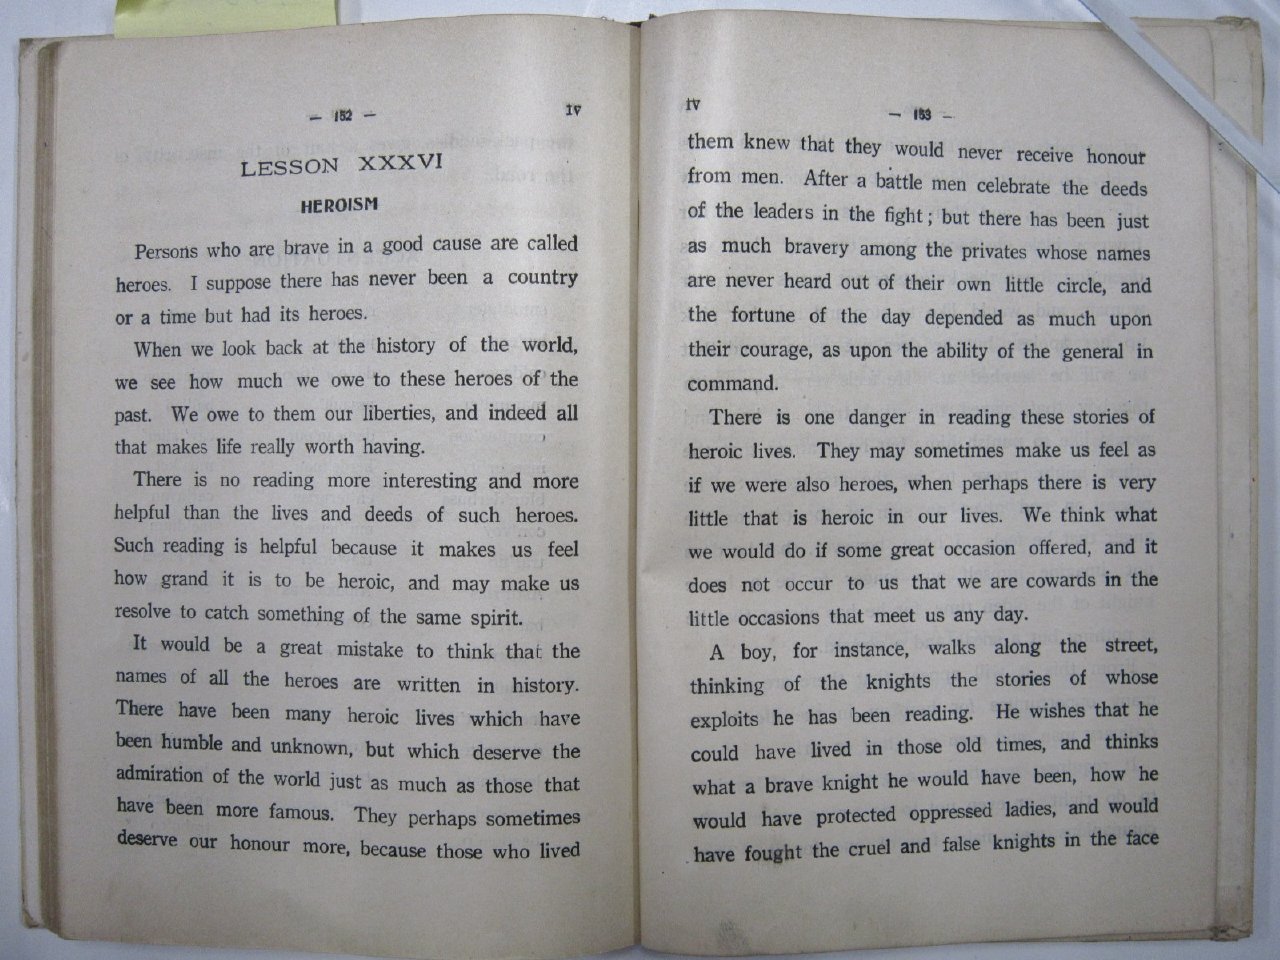 — 152 — IV
LESSON XXXVI
HEROISM
Persons who are brave in a good cause are called
heroes. I suppose there has never been a country
or a time but had its heroes.
When we look back at the history of the world,
we see how much we owe to these heroes of the
past. We owe to them our liberties, and indeed all
that makes life really worth having.
There is no reading more interesting and more
helpful than the lives and deeds of such heroes.
Such reading is helpful because it makes us feel
how grand it is to be heroic, and may make us
resolve to catch something of the same spirit.
It would be a great mistake to think that the
names of all the heroes are written in history.
There have been many heroic lives which have
been humble and unknown, but which deserve the
admiration of the world just as much as those that
have been more famous. They perhaps sometimes
deserve our honour more, because those who lived
IV — 153 —
them knew that they would never receive honour
from men. After a battle men celebrate the deeds
of the leaders in the fight; but there has been just
as much bravery among the privates whose names
are never heard out of their own little circle, and
the fortune of the day depended as much upon
their courage, as upon the ability of the general in
command.
There is one danger in reading these stories of
heroic lives. They may sometimes make us feel as
if we were also heroes, when perhaps there is very
little that is heroic in our lives. We think what
we would do if some great occasion offered, and it
does not occur to us that we are cowards in the
little occasions that meet us any day.
A boy, for instance, walks along the street,
thinking of the knights the stories of whose
exploits he has been reading. He wishes that he
could have lived in those old times, and thinks
what a brave knight he would have been, how he
would have protected oppressed ladies, and would
have fought the cruel and false knights in the face